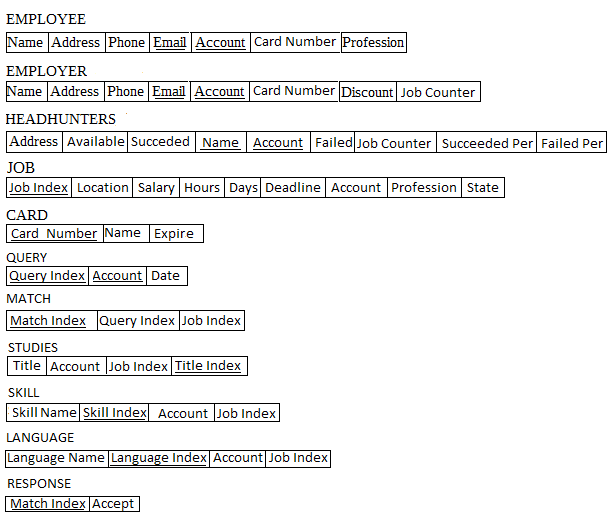 EMPLOYEE
Name Address Phone Email Account Card Number Profession
EMPLOYER
Name Address Phone Email Account Card Number Discount Job Counter
HEADHUNTERS
Address Available Succeded Name Account Failed Job Counter Succeeded Per Failed Per
JOB
Job Index Location Salary Hours Days Deadline Account Profession State
CARD
Card Number Name Expire
QUERY
Query Index Account Date
MATCH
Match Index Query Index Job Index
STUDIES
Title Account Job Index Title Index
SKILL
Skill Name Skill Index Account Job Index
LANGUAGE
Language Name Language Index Account Job Index
RESPONSE
Match Index Accept